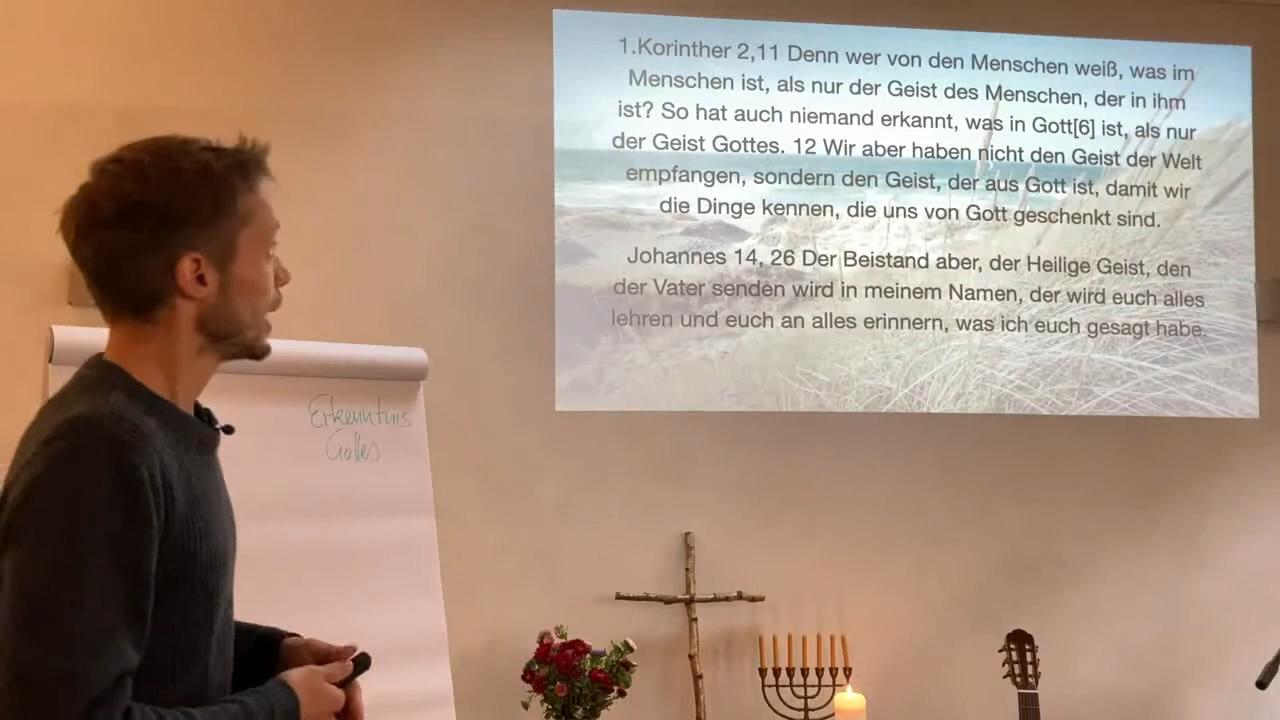 1.Korinther 2,11 Denn wer von den Menschen weiß, was im
Menschen ist, als nur der Geist des Menschen, der in ihm
ist? So hat auch niemand erkannt, was in Gott[6] ist, als nur
der Geist Gottes. 12 Wir aber haben nicht den Geist der Welt
empfangen, sondern den Geist, der aus Gott ist, damit wir
die Dinge kennen, die uns von Gott geschenkt sind.
Johannes 14, 26 Der Beistand aber, der Heilige Geist, den
der Vater senden wird in meinem Namen, der wird euch alles
lehren und euch an alles erinnern, was ich euch gesagt habe.
Erkenntnis
Gottes